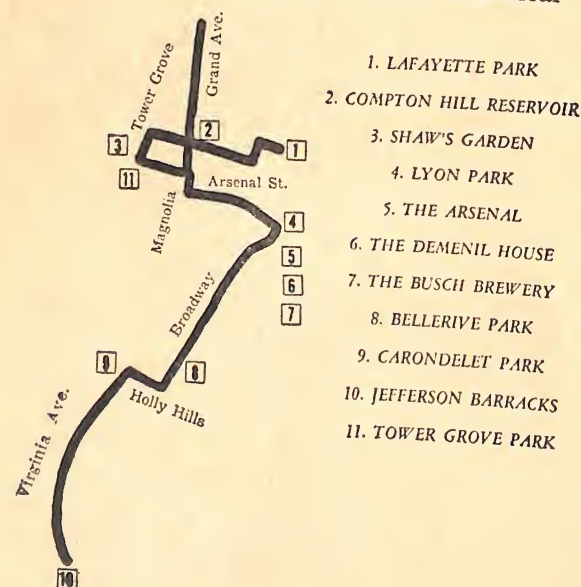 Grand Ave.
Tower Grove
Arsenal St.
Magnolia
Broadway
Holly Hills
Virginia Ave.
1
2
3
11
4
5
6
7
8
9
10
1. LAFAYETTE PARK
2. COMPTON HILL RESERVOIR
3. SHAW'S GARDEN
4. LYON PARK
5. THE ARSENAL
6. THE DEMENIL HOUSE
7. THE BUSCH BREWERY
8. BELLERIVE PARK
9. CARONDELET PARK
10. JEFFERSON BARRACKS
11. TOWER GROVE PARK